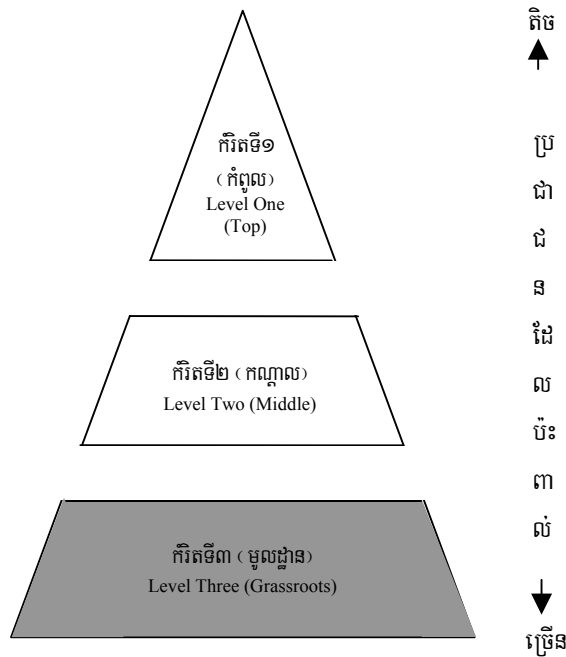 តិច
កំរិតទី១
( កំពូល)
Level One
(Top)
កំរិតទី២ ( កណ្តាល)
Level Two (Middle)
កំរិតទី៣ ( មូលដ្ឋាន)
Level Three (Grassroots)
ប្រ
ជា
ជ
ន
ដែ
ល
ប៉ះ
ពា
ល់
ច្រើន